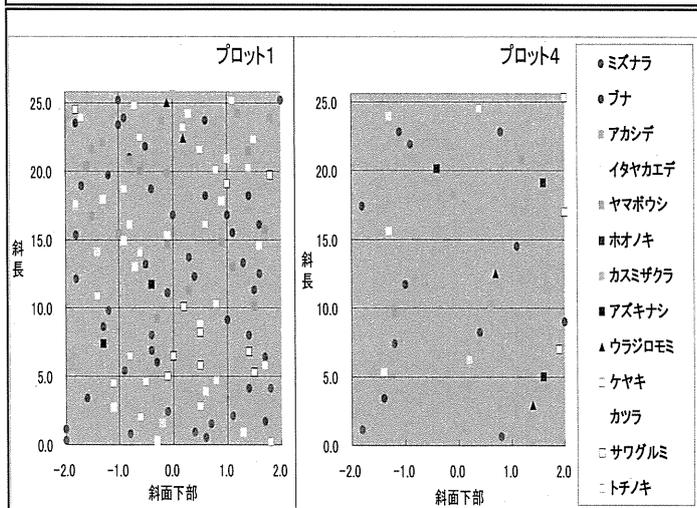 プロット1
プロット4
25.0
20.0
15.0
10.0
5.0
0.0
斜長
-2.0 -1.0 0.0 1.0 2.0
斜面下部
25.0
20.0
15.0
10.0
5.0
0.0
-2.0 -1.0 0.0 1.0 2.0
斜面下部
ミズナラ
ブナ
アカシデ
イタヤカエデ
ヤマボウシ
ホオノキ
カスミザクラ
アズキナシ
ウラジロモミ
ケヤキ
カツラ
サワグルミ
トチノキ